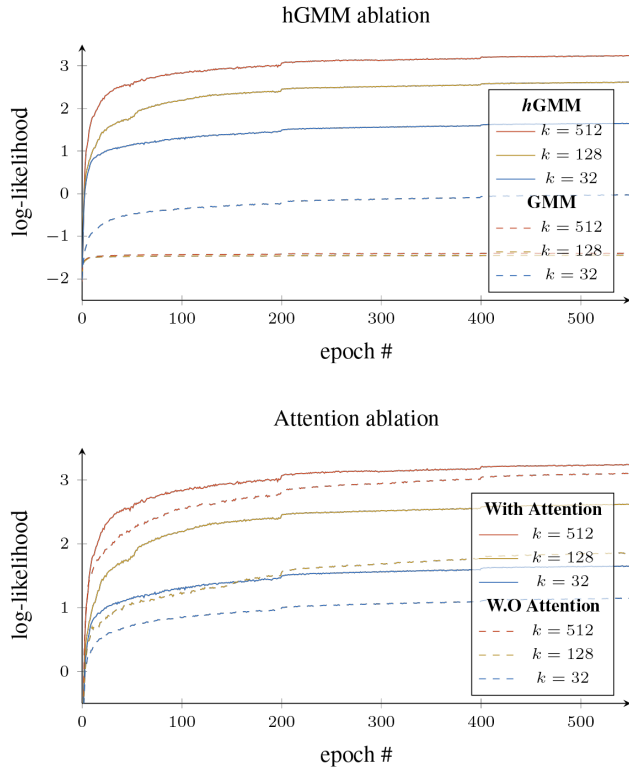 hGMM ablation
3
2
1
0
−1
−2
log-likelihood
hGMM
k = 512
k = 128
k = 32
GMM
k = 512
k = 128
k = 32
0 100 200 300 400 500
epoch #
Attention ablation
3
2
1
0
log-likelihood
With Attention
k = 512
k = 128
k = 32
W.O Attention
k = 512
k = 128
k = 32
0 100 200 300 400 500
epoch #